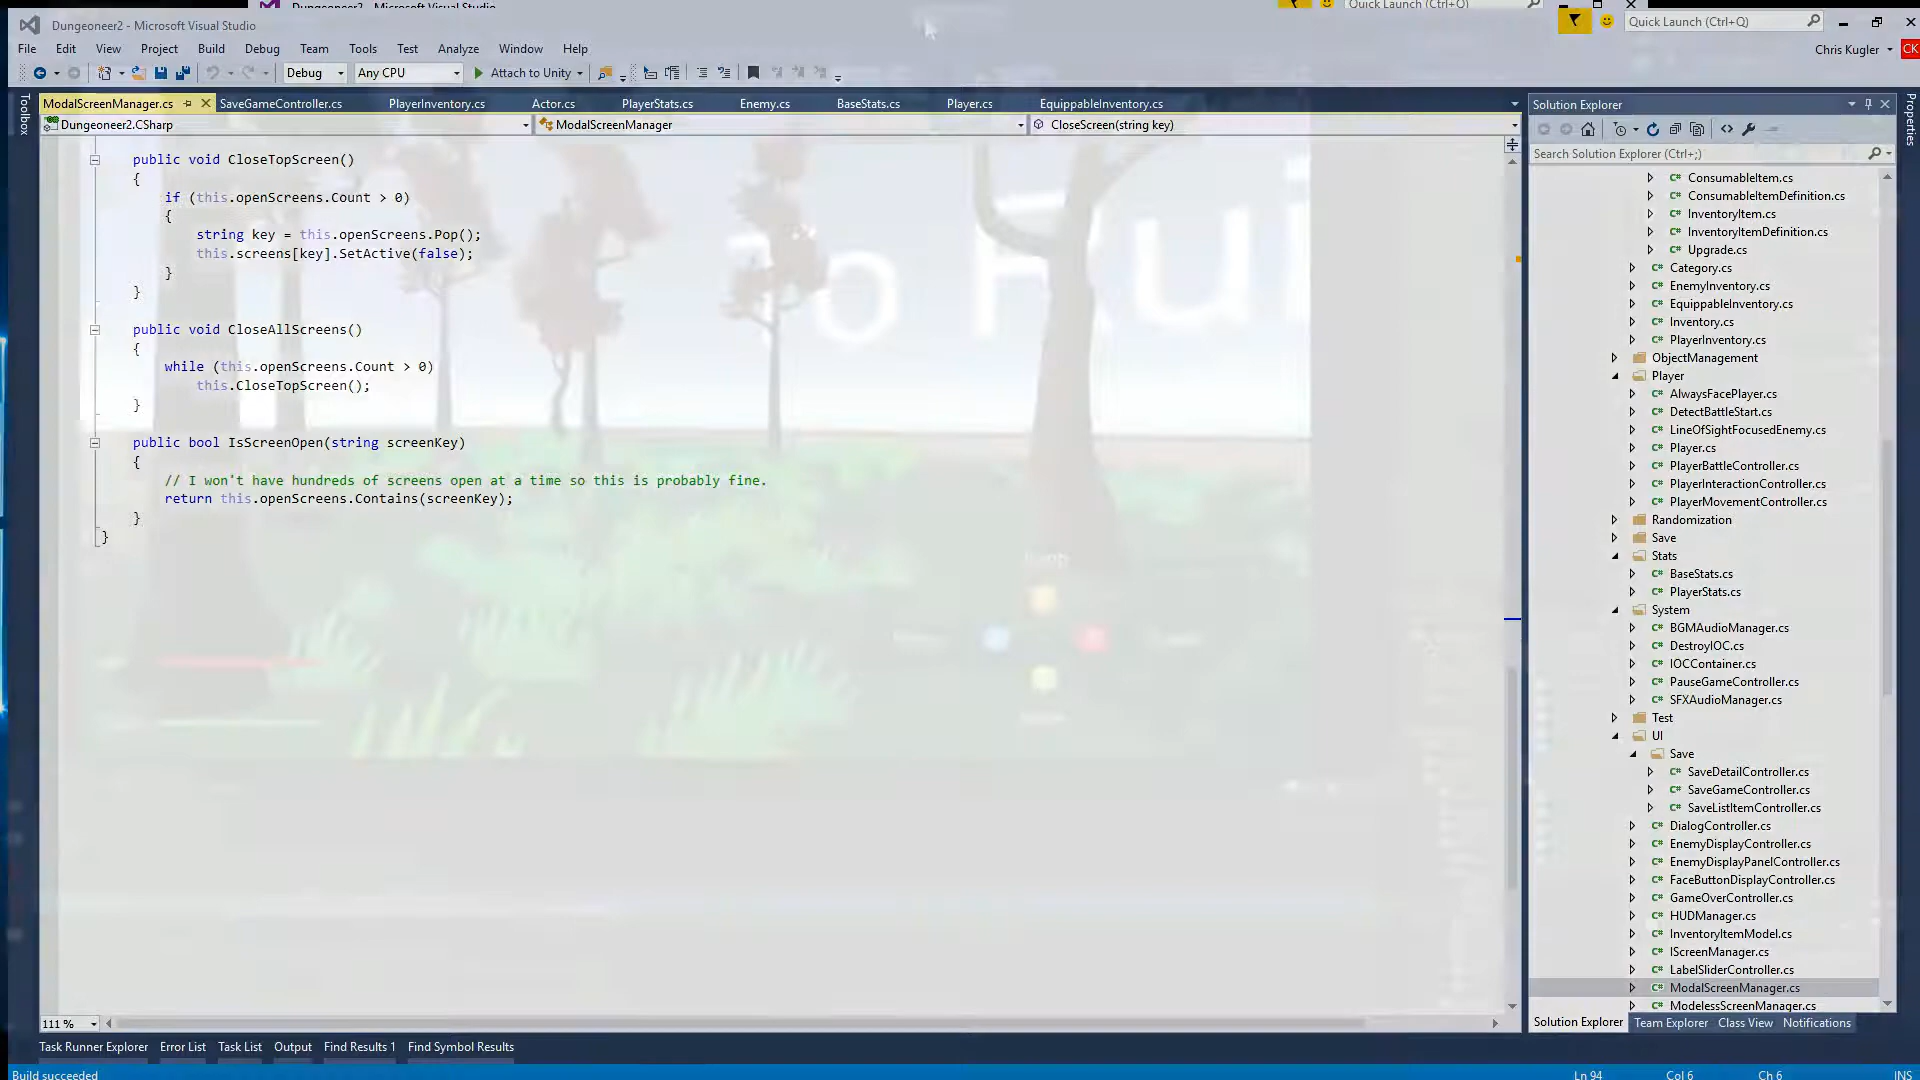 Dungeoneer2 - Microsoft Visual Studio
Quick Launch (Ctrl+Q)
Dungeoneer2 - Microsoft Visual Studio
Quick Launch (Ctrl+Q)
File Edit View Project Build Debug Team Tools Test Analyze Window Help
Chris Kugler CK
Debug Any CPU Attach to Unity
Toolbox
ModalScreenManager.cs SaveGameController.cs PlayerInventory.cs Actor.cs PlayerStats.cs Enemy.cs BaseStats.cs Player.cs EquippableInventory.cs
Dungeoneer2.CSharp ModalScreenManager CloseScreen(string key)
public void CloseTopScreen()
{
if (this.openScreens.Count > 0)
{
string key = this.openScreens.Pop();
this.screens[key].SetActive(false);
}
}
public void CloseAllScreens()
{
while (this.openScreens.Count > 0)
this.CloseTopScreen();
}
public bool IsScreenOpen(string screenKey)
{
// I won't have hundreds of screens open at a time so this is probably fine.
return this.openScreens.Contains(screenKey);
}
}
111 %
Solution Explorer
Properties
Search Solution Explorer (Ctrl+;)
ConsumableItem.cs
ConsumableItemDefinition.cs
InventoryItem.cs
InventoryItemDefinition.cs
Upgrade.cs
Category.cs
EnemyInventory.cs
EquippableInventory.cs
Inventory.cs
PlayerInventory.cs
ObjectManagement
Player
AlwaysFacePlayer.cs
DetectBattleStart.cs
LineOfSightFocusedEnemy.cs
Player.cs
PlayerBattleController.cs
PlayerInteractionController.cs
PlayerMovementController.cs
Randomization
Save
Stats
BaseStats.cs
PlayerStats.cs
System
BGMAudioManager.cs
DestroyIOC.cs
IOCContainer.cs
PauseGameController.cs
SFXAudioManager.cs
Test
UI
Save
SaveDetailController.cs
SaveGameController.cs
SaveListItemController.cs
DialogController.cs
EnemyDisplayController.cs
EnemyDisplayPanelController.cs
FaceButtonDisplayController.cs
GameOverController.cs
HUDManager.cs
InventoryItemModel.cs
IScreenManager.cs
LabelSliderController.cs
ModalScreenManager.cs
ModelessScreenManager.cs
Solution Explorer Team Explorer Class View Notifications
Task Runner Explorer Error List Task List Output Find Results 1 Find Symbol Results
Build succeeded Ln 94 Col 6 Ch 6 INS